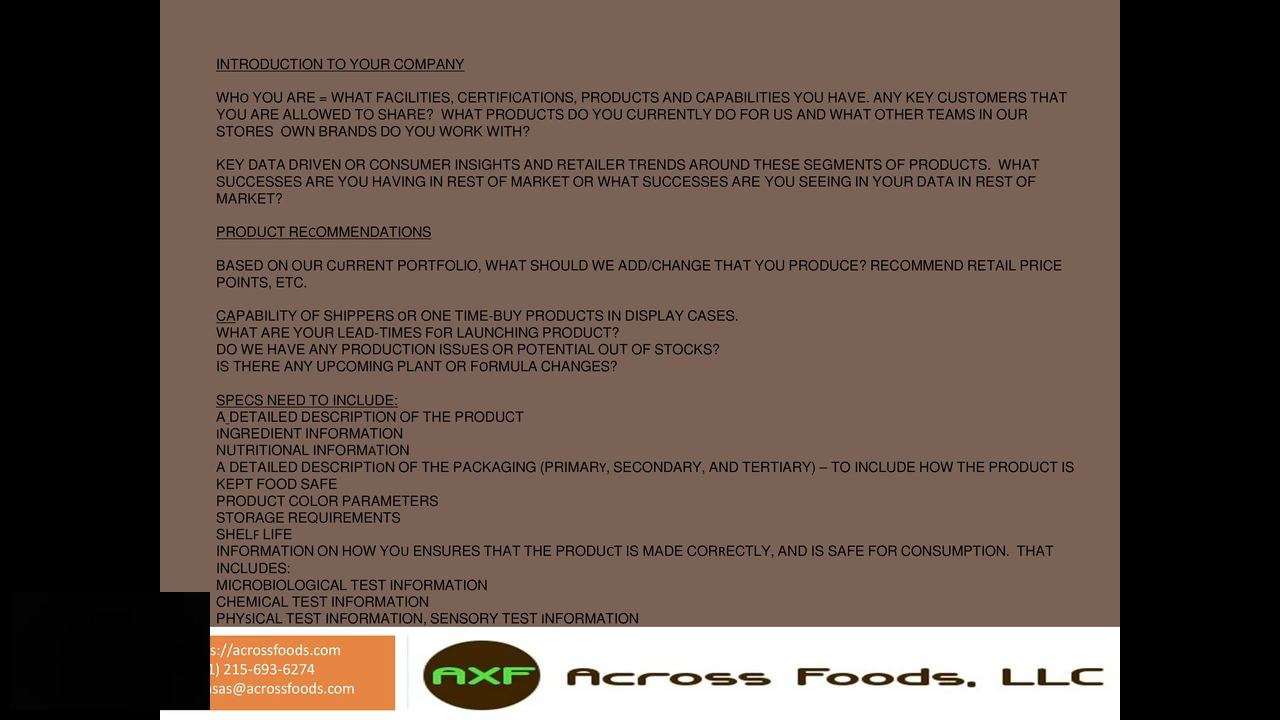 INTRODUCTION TO YOUR COMPANY
WHO YOU ARE = WHAT FACILITIES, CERTIFICATIONS, PRODUCTS AND CAPABILITIES YOU HAVE. ANY KEY CUSTOMERS THAT
YOU ARE ALLOWED TO SHARE?  WHAT PRODUCTS DO YOU CURRENTLY DO FOR US AND WHAT OTHER TEAMS IN OUR
STORES  OWN BRANDS DO YOU WORK WITH?
KEY DATA DRIVEN OR CONSUMER INSIGHTS AND RETAILER TRENDS AROUND THESE SEGMENTS OF PRODUCTS.  WHAT
SUCCESSES ARE YOU HAVING IN REST OF MARKET OR WHAT SUCCESSES ARE YOU SEEING IN YOUR DATA IN REST OF
MARKET?
PRODUCT RECOMMENDATIONS
BASED ON OUR CURRENT PORTFOLIO, WHAT SHOULD WE ADD/CHANGE THAT YOU PRODUCE? RECOMMEND RETAIL PRICE
POINTS, ETC.
CAPABILITY OF SHIPPERS OR ONE TIME-BUY PRODUCTS IN DISPLAY CASES.
WHAT ARE YOUR LEAD-TIMES FOR LAUNCHING PRODUCT?
DO WE HAVE ANY PRODUCTION ISSUES OR POTENTIAL OUT OF STOCKS?
IS THERE ANY UPCOMING PLANT OR FORMULA CHANGES?
SPECS NEED TO INCLUDE:
A DETAILED DESCRIPTION OF THE PRODUCT
INGREDIENT INFORMATION
NUTRITIONAL INFORMATION
A DETAILED DESCRIPTION OF THE PACKAGING (PRIMARY, SECONDARY, AND TERTIARY) – TO INCLUDE HOW THE PRODUCT IS
KEPT FOOD SAFE
PRODUCT COLOR PARAMETERS
STORAGE REQUIREMENTS
SHELF LIFE
INFORMATION ON HOW YOU ENSURES THAT THE PRODUCT IS MADE CORRECTLY, AND IS SAFE FOR CONSUMPTION.  THAT
INCLUDES:
MICROBIOLOGICAL TEST INFORMATION
CHEMICAL TEST INFORMATION
PHYSICAL TEST INFORMATION, SENSORY TEST INFORMATION
s://acrossfoods.com
1) 215-693-6274
asas@acrossfoods.com
AXF Across Foods, LLC